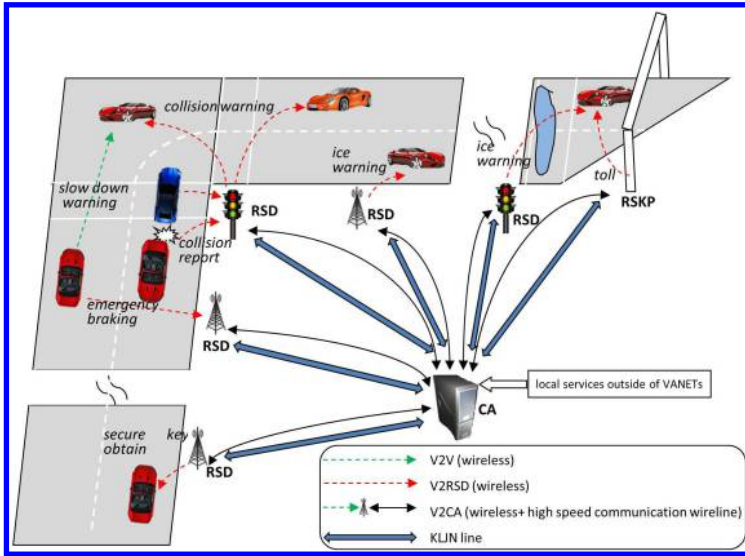 collision warning
ice
warning
ice
warning
toll
slow down
warning
RSD
RSD
RSD
RSKP
collision
report
emergency
braking
RSD
CA
local services outside of VANETs
secure key
obtain
RSD
V2V (wireless)
V2RSD (wireless)
V2CA (wireless+ high speed communication wireline)
KLJN line